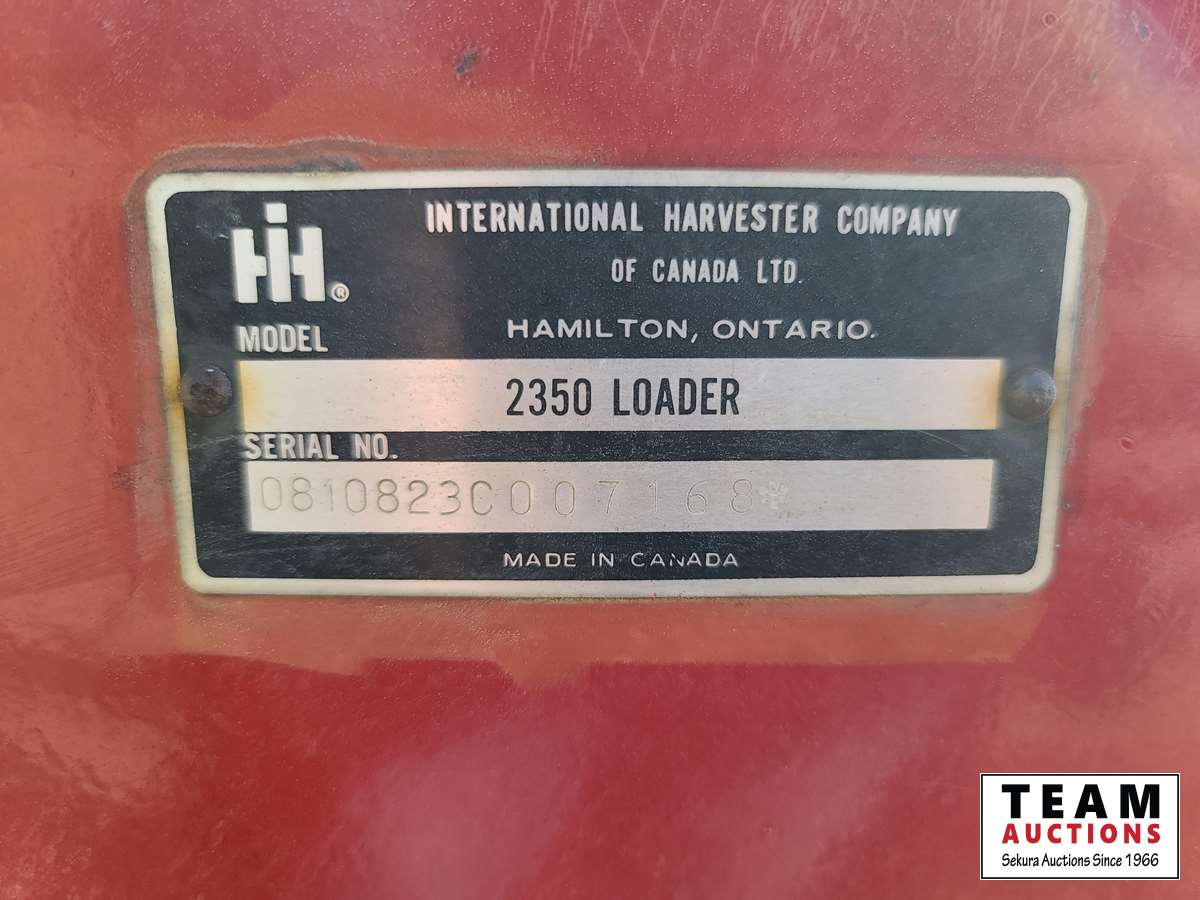 IH®
INTERNATIONAL HARVESTER COMPANY
OF CANADA LTD.
HAMILTON, ONTARIO.
MODEL
2350 LOADER
SERIAL NO.
0810823C007168*
MADE IN CANADA
TEAM
AUCTIONS
Sekura Auctions Since 1966